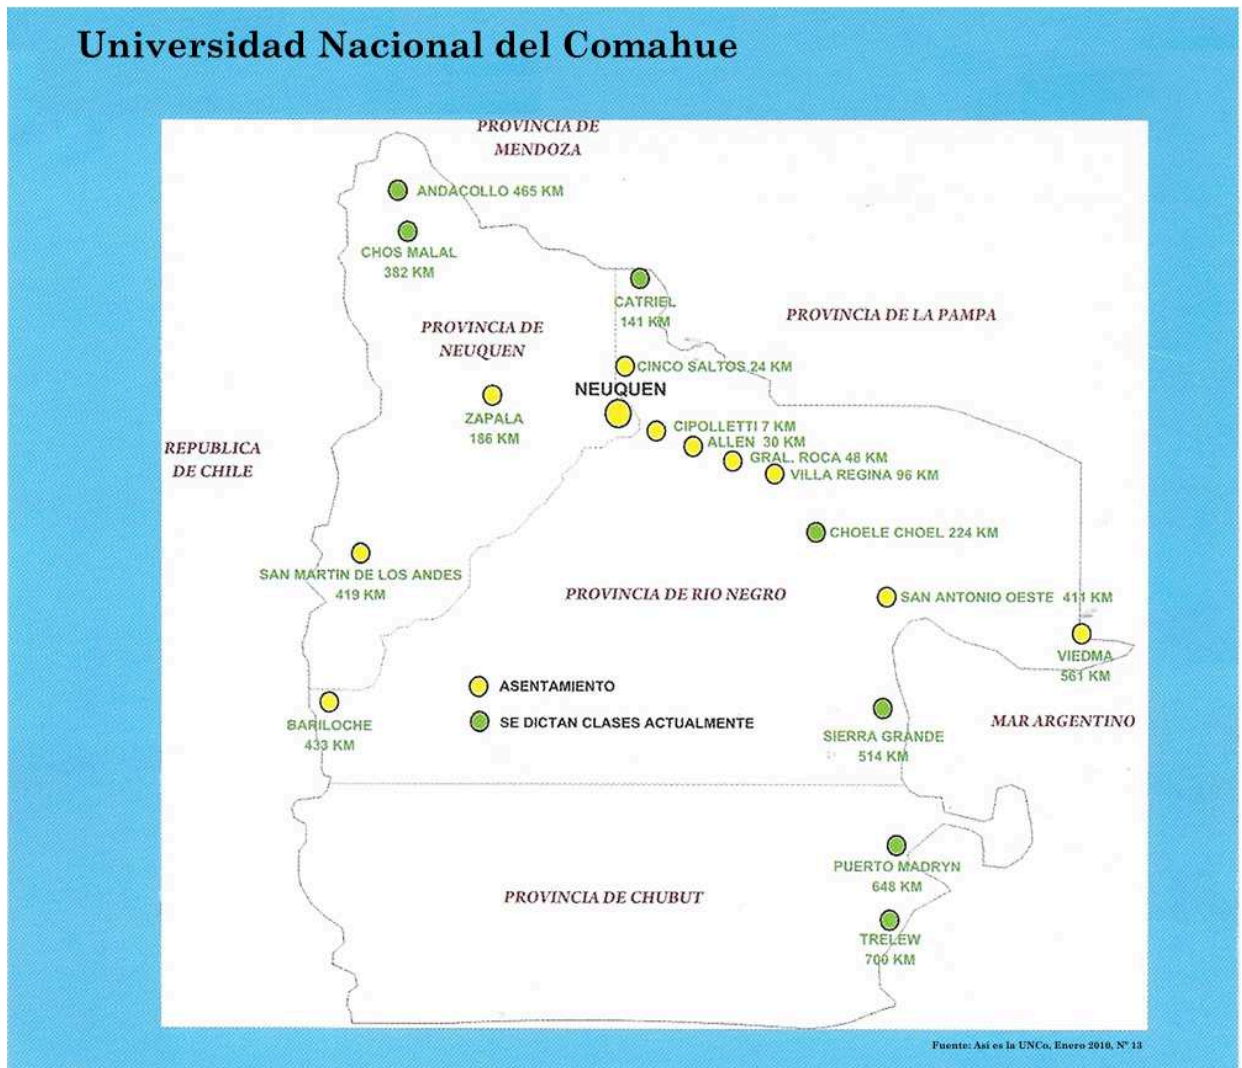 Universidad Nacional del Comahue
PROVINCIA DE
MENDOZA
ANDACOLLO 465 KM
CHOS MALAL
382 KM
CATRIEL
141 KM
PROVINCIA DE LA PAMPA
PROVINCIA DE
NEUQUEN
CINCO SALTOS 24 KM
NEUQUEN
ZAPALA
186 KM
CIPOLLETTI 7 KM
ALLEN 30 KM
GRAL. ROCA 48 KM
VILLA REGINA 96 KM
REPUBLICA
DE CHILE
CHOELE CHOEL 224 KM
SAN MARTIN DE LOS ANDES
419 KM
PROVINCIA DE RIO NEGRO
SAN ANTONIO OESTE 411 KM
VIEDMA
561 KM
ASENTAMIENTO
SE DICTAN CLASES ACTUALMENTE
BARILOCHE
433 KM
SIERRA GRANDE
514 KM
MAR ARGENTINO
PUERTO MADRYN
648 KM
PROVINCIA DE CHUBUT
TRELEW
700 KM
Fuente: Así es la UNCo, Enero 2010, Nº 13